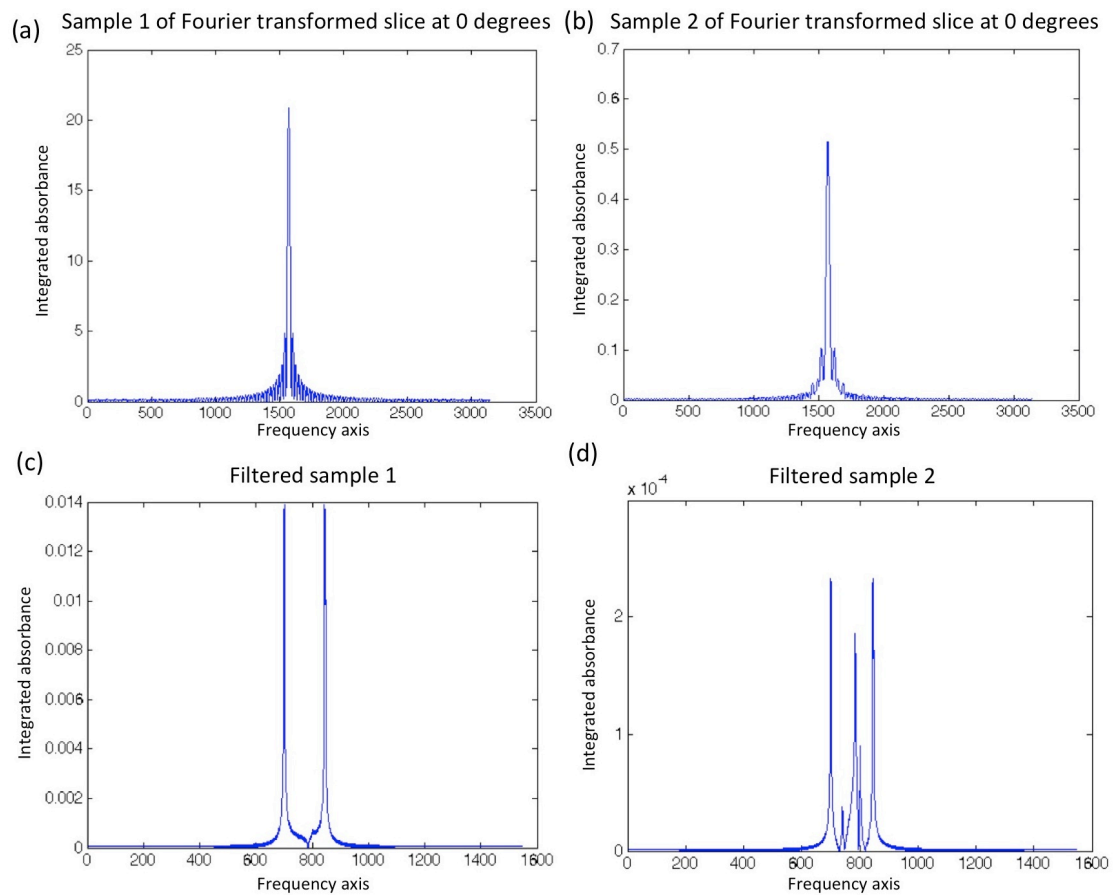 (a) Sample 1 of Fourier transformed slice at 0 degrees
25
20
15
10
5
0
0 500 1000 1500 2000 2500 3000 3500
Integrated absorbance
Frequency axis
(b) Sample 2 of Fourier transformed slice at 0 degrees
0.7
0.6
0.5
0.4
0.3
0.2
0.1
0
0 500 1000 1500 2000 2500 3000 3500
Integrated absorbance
Frequency axis
(c)
Filtered sample 1
0.014
0.012
0.01
0.008
0.006
0.004
0.002
0
0 200 400 600 800 1000 1200 1400 1600
Integrated absorbance
Frequency axis
(d)
Filtered sample 2
x 10⁻⁴
2
1
0
0 200 400 600 800 1000 1200 1400 1600
Integrated absorbance
Frequency axis